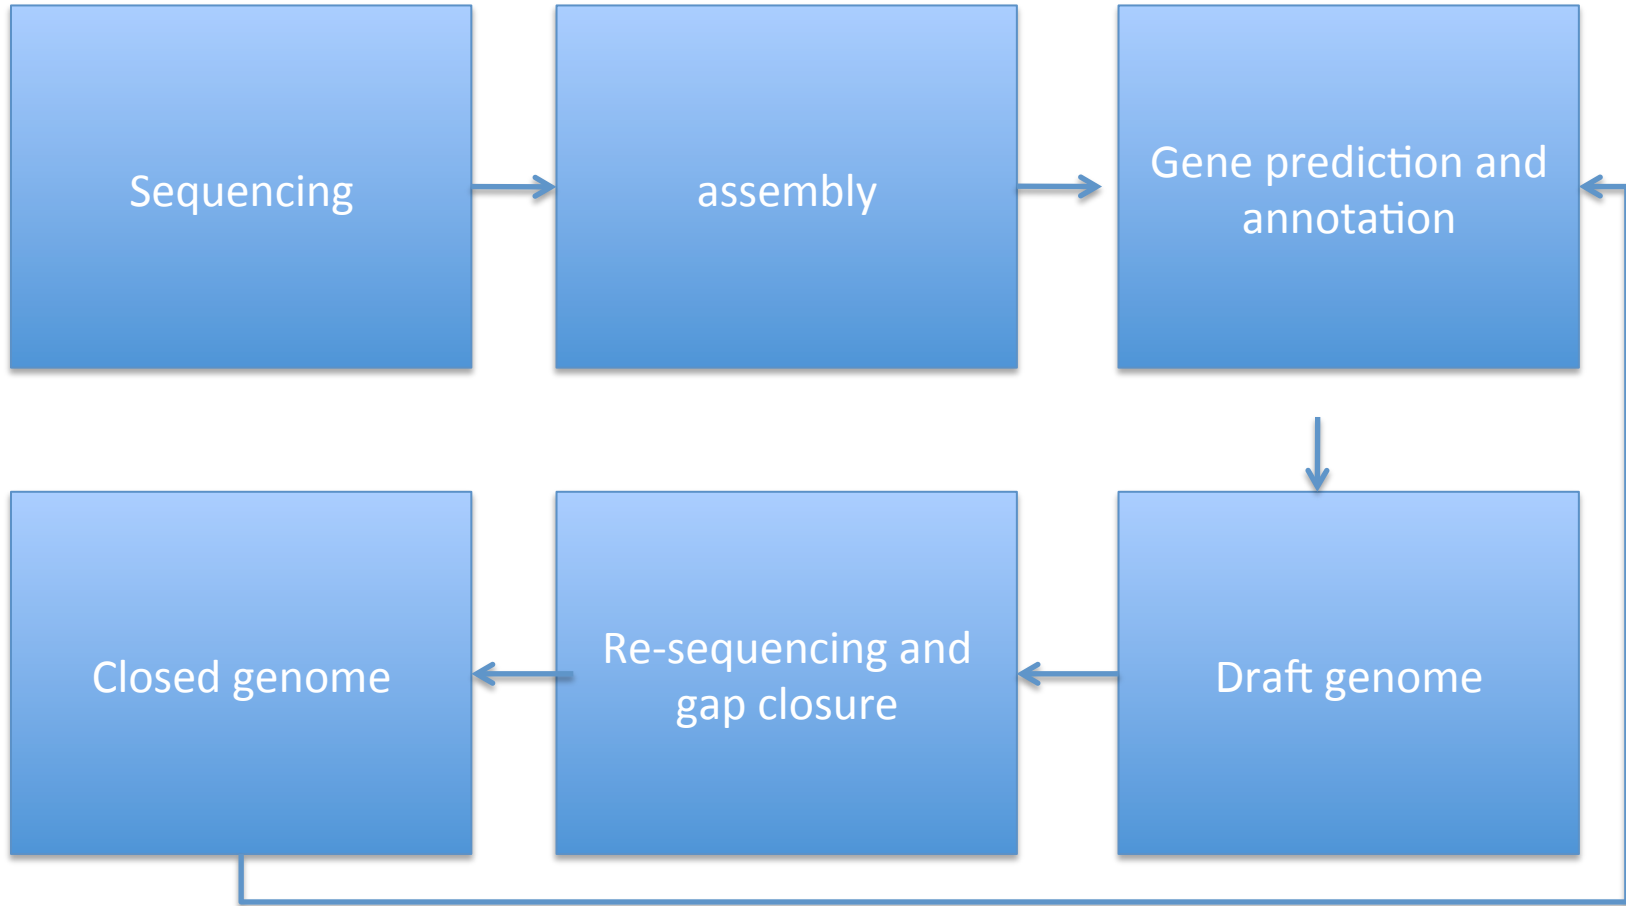 Sequencing
assembly
Gene prediction and
annotation
Closed genome
Re-sequencing and
gap closure
Draft genome